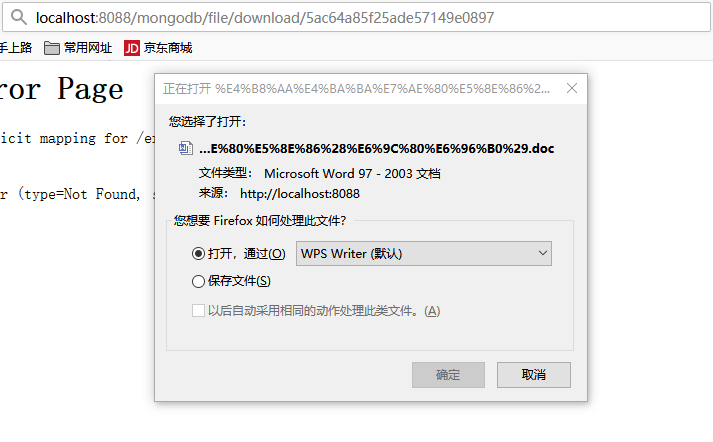 localhost:8088/mongodb/file/download/5ac64a85f25ade57149e0897
手上路 常用网址 JD 京东商城
ror Page
icit mapping for /er
r (type=Not Found, s
正在打开 %E4%B8%AA%E4%BA%BA%E7%AE%80%E5%8E%86%2...
您选择了打开：
...E%80%E5%8E%86%28%E6%9C%80%E6%96%B0%29.doc
文件类型： Microsoft Word 97 - 2003 文档
来源： http://localhost:8088
您想要 Firefox 如何处理此文件？
打开，通过(O) WPS Writer (默认)
保存文件(S)
以后自动采用相同的动作处理此类文件。(A)
确定 取消